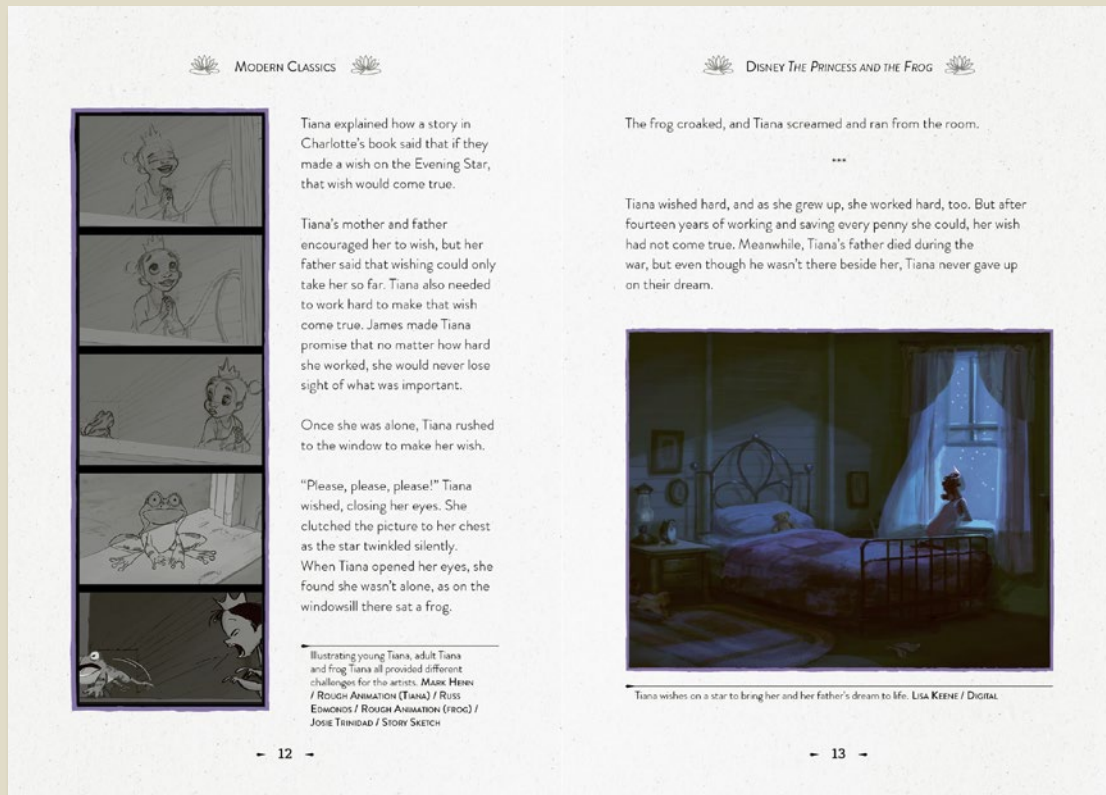 MODERN CLASSICS
Tiana explained how a story in
Charlotte's book said that if they
made a wish on the Evening Star,
that wish would come true.
Tiana's mother and father
encouraged her to wish, but her
father said that wishing could only
take her so far. Tiana also needed
to work hard to make that wish
come true. James made Tiana
promise that no matter how hard
she worked, she would never lose
sight of what was important.
Once she was alone, Tiana rushed
to the window to make her wish.
“Please, please, please!” Tiana
wished, closing her eyes. She
clutched the picture to her chest
as the star twinkled silently.
When Tiana opened her eyes, she
found she wasn't alone, as on the
windowsill there sat a frog.
Illustrating young Tiana, adult Tiana
and frog Tiana all provided different
challenges for the artists. MARK HENN
/ ROUGH ANIMATION (TIANA) / RUSS
EDMONDS / ROUGH ANIMATION (FROG) /
JOSIE TRINIDAD / STORY SKETCH
12
DISNEY THE PRINCESS AND THE FROG
The frog croaked, and Tiana screamed and ran from the room.
***
Tiana wished hard, and as she grew up, she worked hard, too. But after
fourteen years of working and saving every penny she could, her wish
had not come true. Meanwhile, Tiana's father died during the
war, but even though he wasn't there beside her, Tiana never gave up
on their dream.
Tiana wishes on a star to bring her and her father's dream to life. LISA KEENE / DIGITAL
13